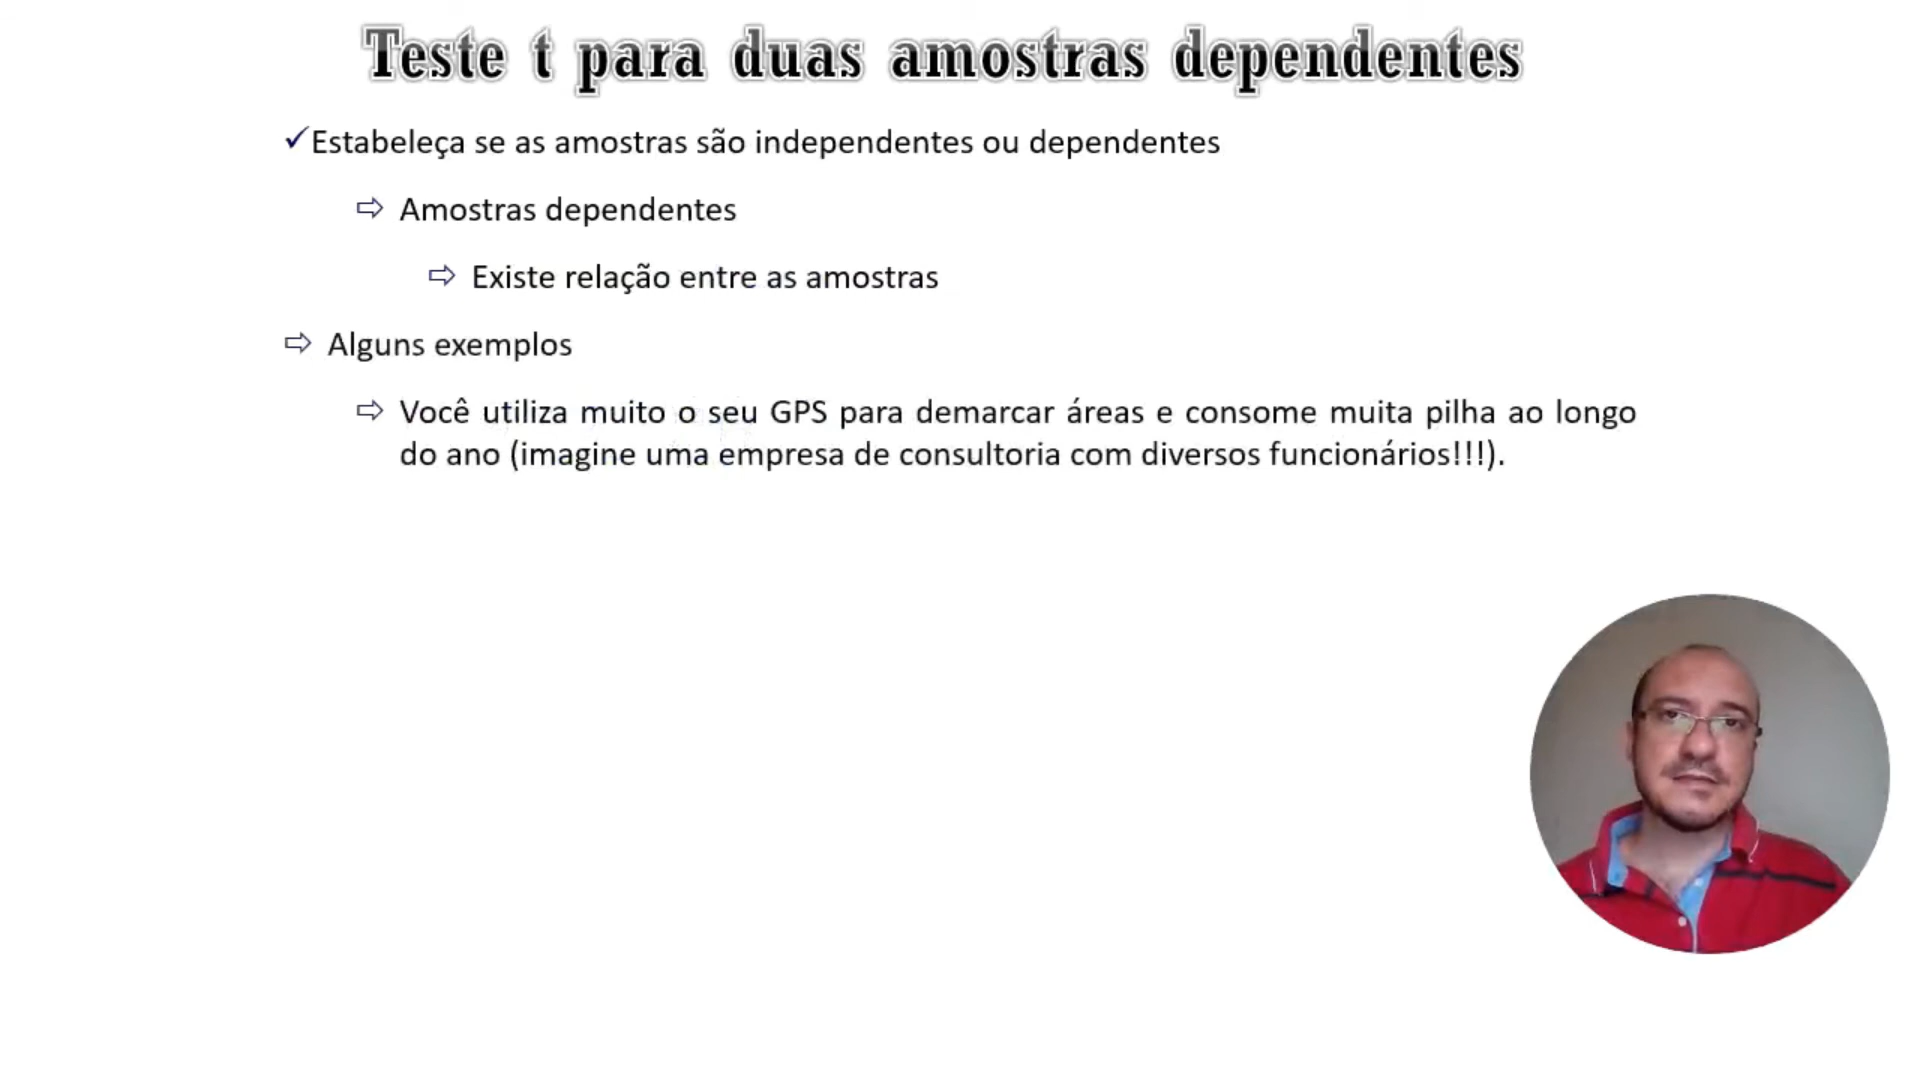 Teste t para duas amostras dependentes
✓Estabeleça se as amostras são independentes ou dependentes
⇨ Amostras dependentes
⇨ Existe relação entre as amostras
⇨ Alguns exemplos
⇨ Você utiliza muito o seu GPS para demarcar áreas e consome muita pilha ao longo
do ano (imagine uma empresa de consultoria com diversos funcionários!!!).